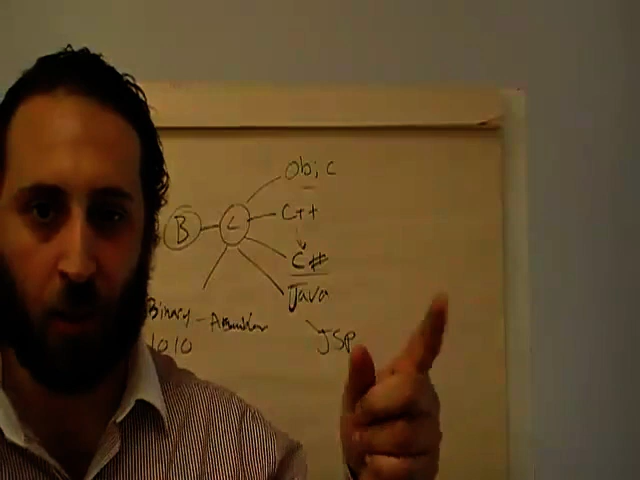 Obj C
C++
B C
C#
Java
Binary - Assembler
1010
JSP